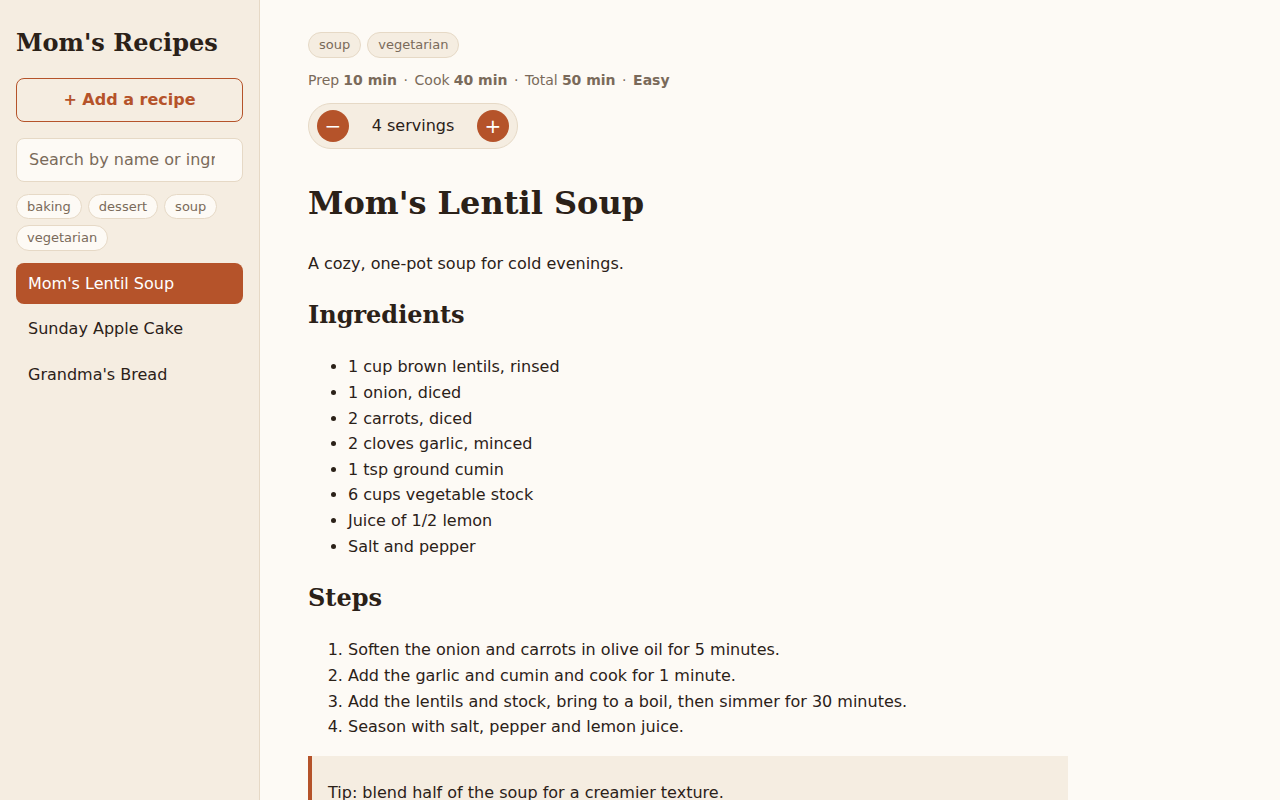 Mom's Recipes
+ Add a recipe
Search by name or ingr
baking dessert soup
vegetarian
Mom's Lentil Soup
Sunday Apple Cake
Grandma's Bread
soup vegetarian
Prep 10 min · Cook 40 min · Total 50 min · Easy
− 4 servings +
Mom's Lentil Soup
A cozy, one-pot soup for cold evenings.
Ingredients
• 1 cup brown lentils, rinsed
• 1 onion, diced
• 2 carrots, diced
• 2 cloves garlic, minced
• 1 tsp ground cumin
• 6 cups vegetable stock
• Juice of 1/2 lemon
• Salt and pepper
Steps
1. Soften the onion and carrots in olive oil for 5 minutes.
2. Add the garlic and cumin and cook for 1 minute.
3. Add the lentils and stock, bring to a boil, then simmer for 30 minutes.
4. Season with salt, pepper and lemon juice.
Tip: blend half of the soup for a creamier texture.